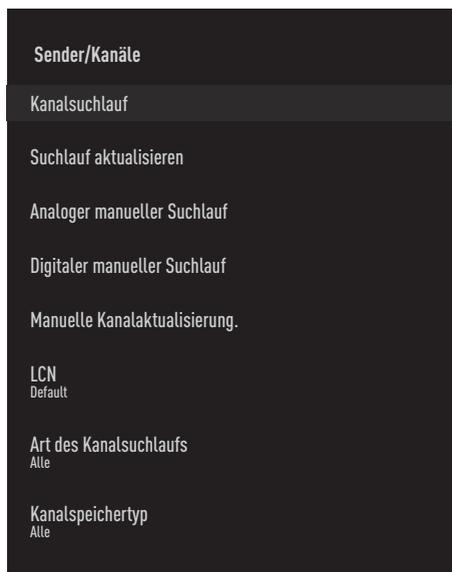 Sender/Kanäle
Kanalsuchlauf
Suchlauf aktualisieren
Analoger manueller Suchlauf
Digitaler manueller Suchlauf
Manuelle Kanalaktualisierung.
LCN
Default
Art des Kanalsuchlaufs
Alle
Kanalspeichertyp
Alle